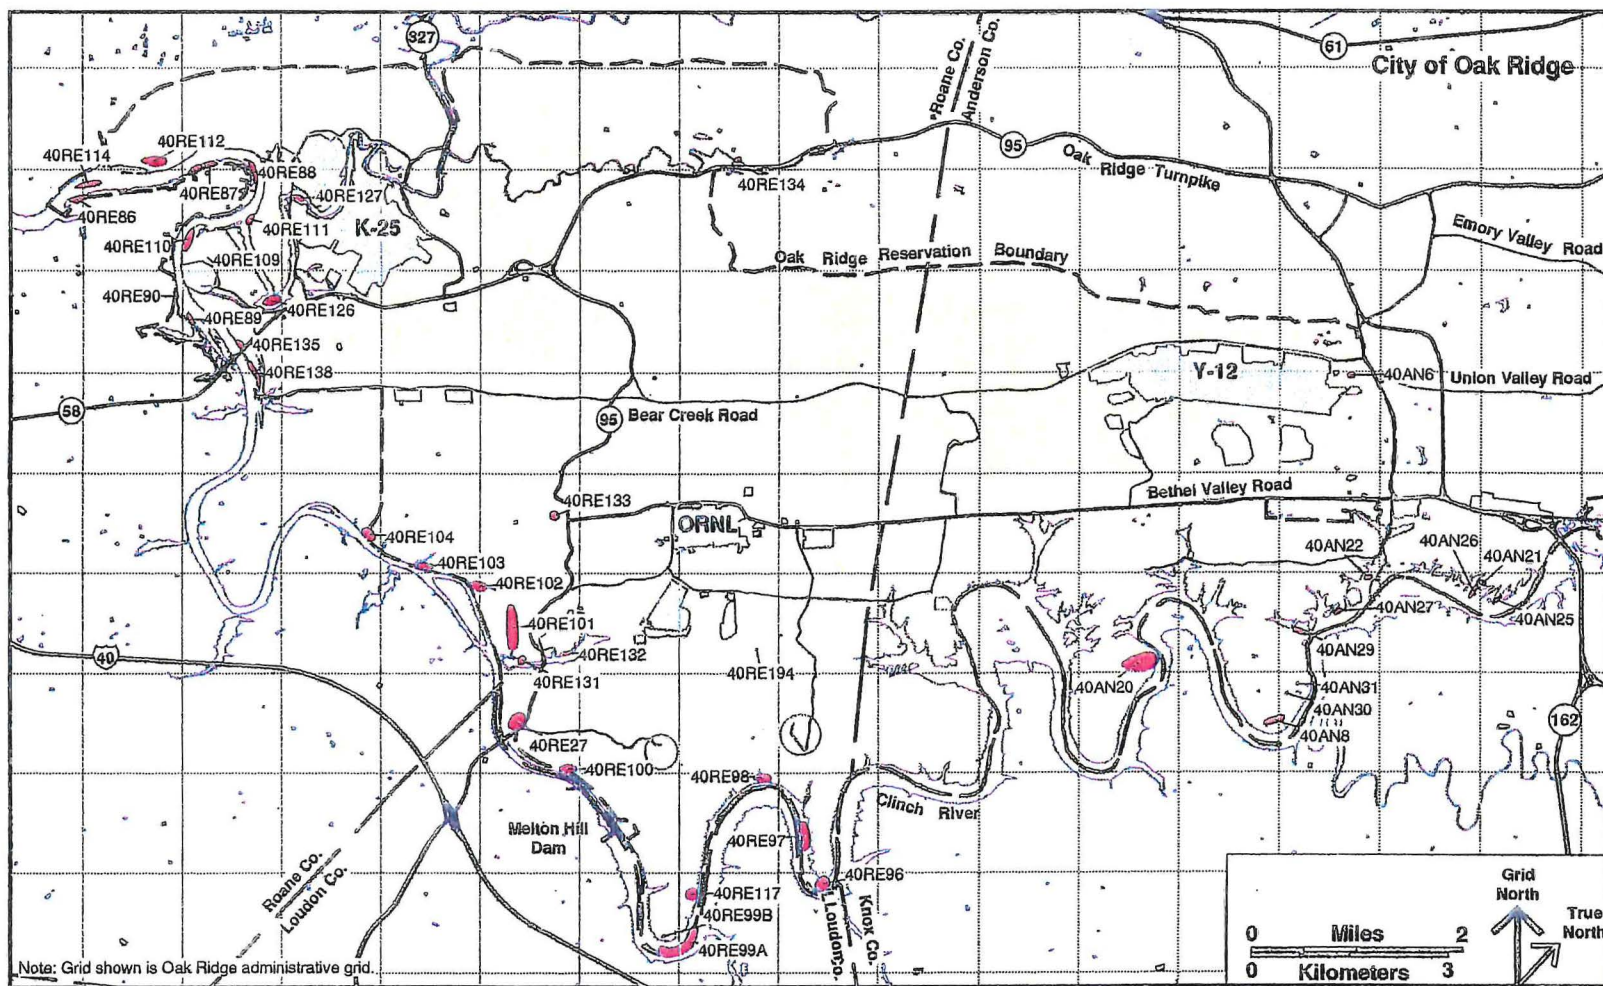 327
Roane Co.
Anderson Co.
61
City of Oak Ridge
40RE114
40RE112
40RE87
40RE88
40RE86
40RE127
K-25
40RE134
95
Oak Ridge Turnpike
40RE110
40RE111
40RE109
Emory Valley Road
Oak Ridge Reservation Boundary
40RE90
40RE89
40RE126
40RE135
40RE138
Y-12
40AN6
Union Valley Road
58
95
Bear Creek Road
Bethel Valley Road
40RE133
ORNL
40RE104
40RE103
40RE102
40AN22
40AN26
40AN21
40RE101
40AN27
40AN25
40RE132
40AN29
40
40RE131
40RE194
40AN20
40AN31
40AN30
40AN8
162
40RE27
40RE100
40RE98
Clinch River
Melton Hill
Dam
40RE97
40RE96
40RE117
Roane Co.
Loudon Co.
40RE99B
40RE99A
Loudon Co.
Knox Co.
Grid
North
True
North
0 Miles 2
0 Kilometers 3
Note: Grid shown is Oak Ridge administrative grid.